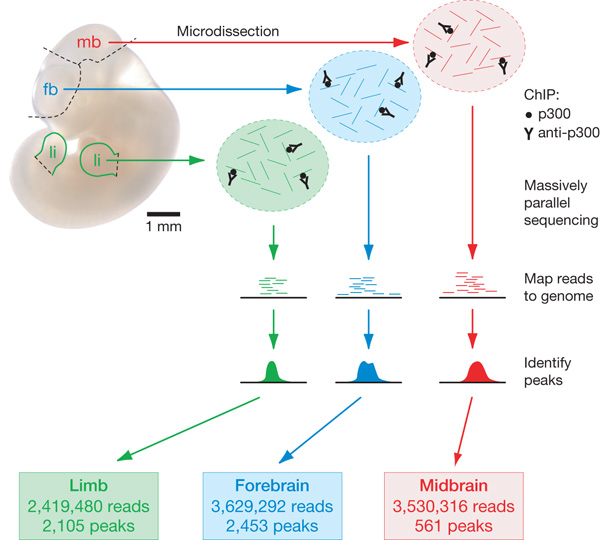 mb
Microdissection
fb
li
li
1 mm
ChIP:
p300
anti-p300
Massively
parallel
sequencing
Map reads
to genome
Identify
peaks
Limb
2,419,480 reads
2,105 peaks
Forebrain
3,629,292 reads
2,453 peaks
Midbrain
3,530,316 reads
561 peaks